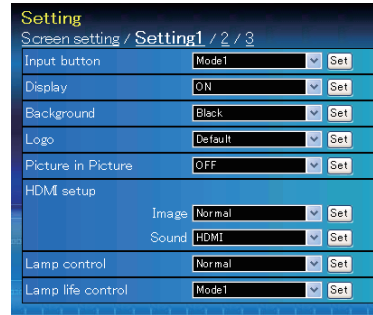 Setting
Screen setting / Setting1 / 2 / 3
Input button Mode1 Set
Display ON Set
Background Black Set
Logo Default Set
Picture in Picture OFF Set
HDMI setup
Image Normal Set
Sound HDMI Set
Lamp control Normal Set
Lamp life control Mode1 Set